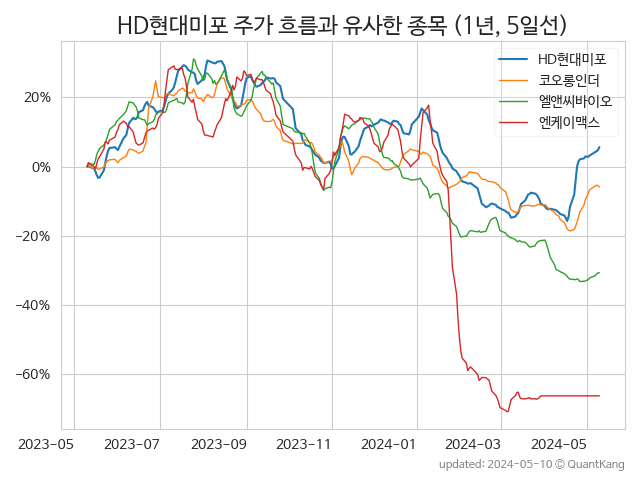 HD현대미포 주가 흐름과 유사한 종목 (1년, 5일선)
HD현대미포
코오롱인더
엘앤씨바이오
엔케이맥스
20%
0%
−20%
−40%
−60%
2023-05 2023-07 2023-09 2023-11 2024-01 2024-03 2024-05
updated: 2024-05-10 © QuantKang